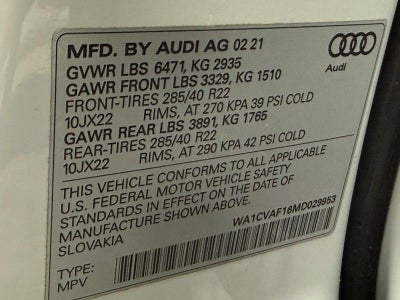 MFD. BY AUDI AG 02 21
GVWR LBS 6471, KG 2935
GAWR FRONT LBS 3329, KG 1510
FRONT-TIRES 285/40 R22
10JX22 RIMS, AT 270 KPA 39 PSI COLD
GAWR REAR LBS 3891, KG 1765
REAR-TIRES 285/40 R22
10JX22 RIMS, AT 290 KPA 42 PSI COLD
THIS VEHICLE CONFORMS TO ALL APPLICABLE
U.S. FEDERAL MOTOR VEHICLE SAFETY
STANDARDS IN EFFECT ON THE DATE OF
MANUFACTURE SHOWN ABOVE.
SLOVAKIA
WA1CVAF16MD029953
TYPE:
MPV
Audi